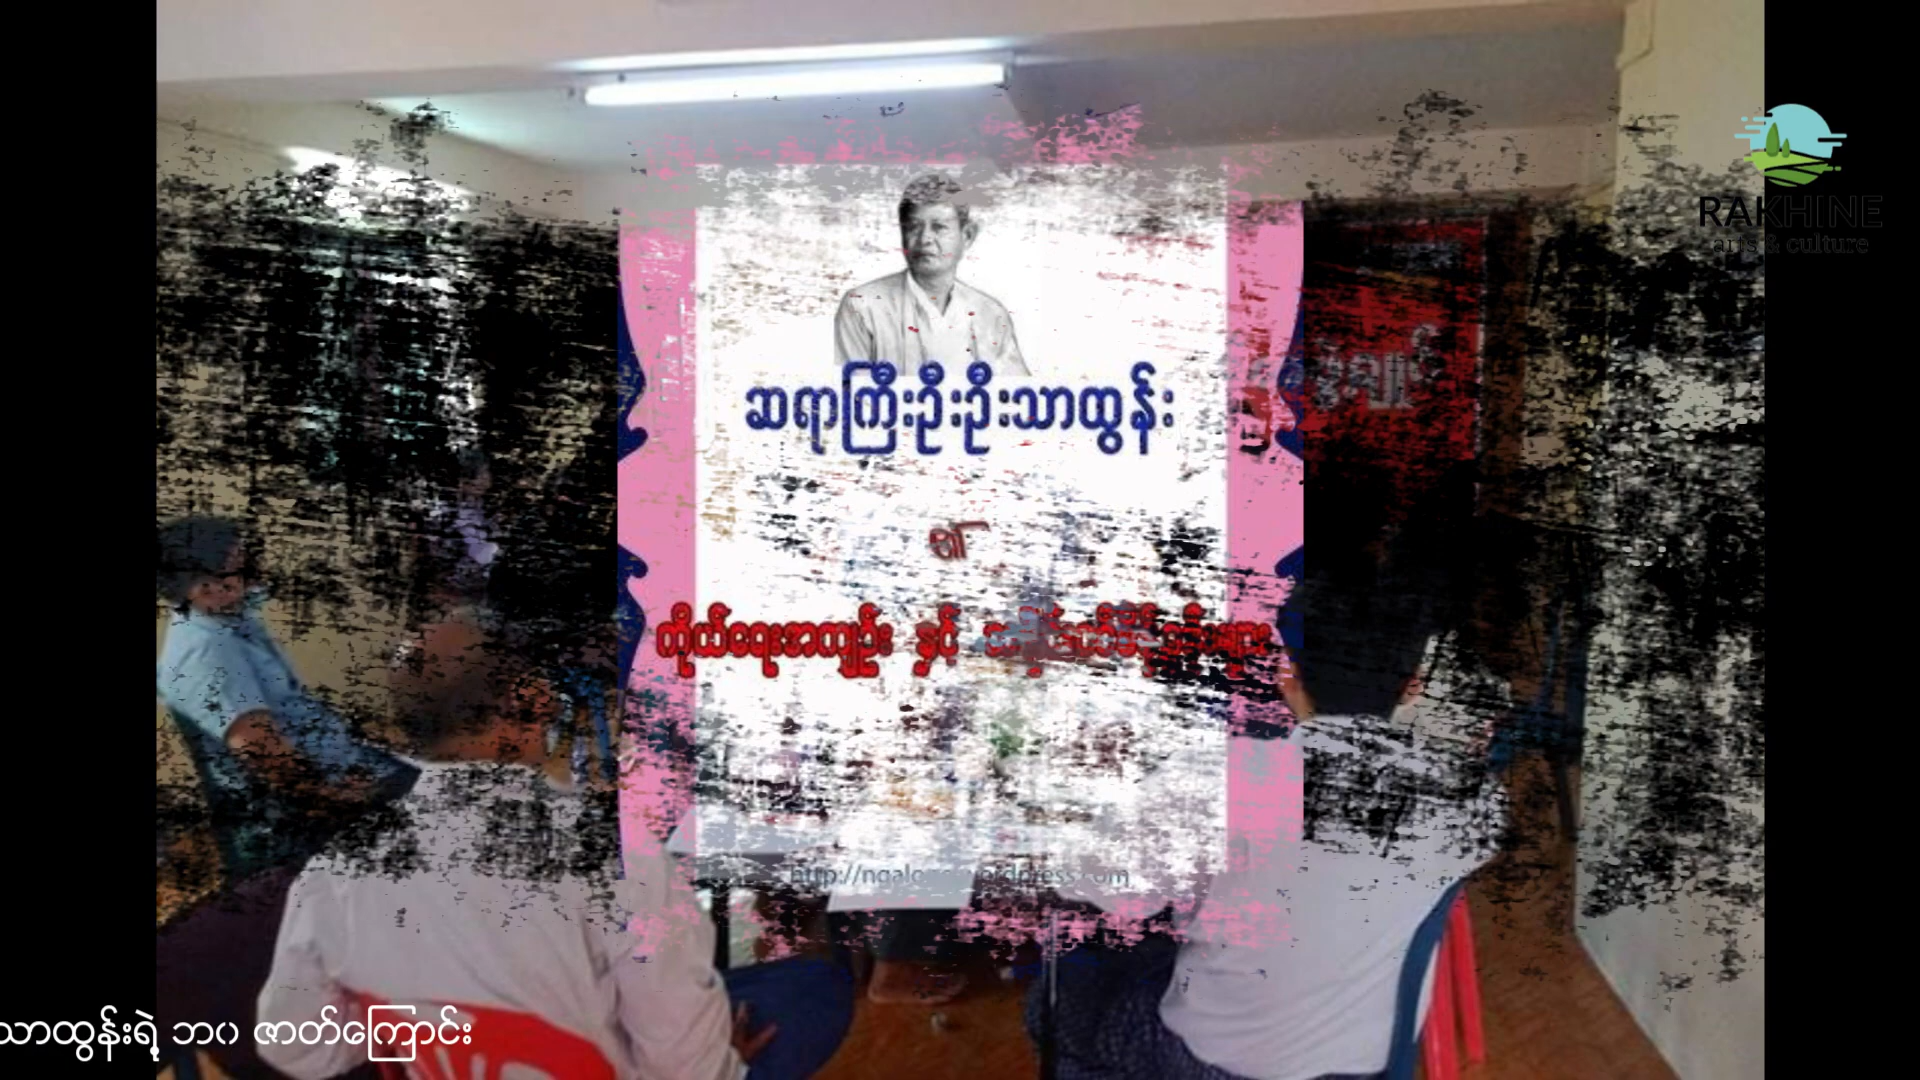 RAKHINE
arts & culture
ဆရာကြီးဦးဦးသာထွန်း
၏
ကိုယ်ရေးအကျဉ်း နှင့်
သာထွန်းရဲ့ ဘဝ ဇာတ်ကြောင်း